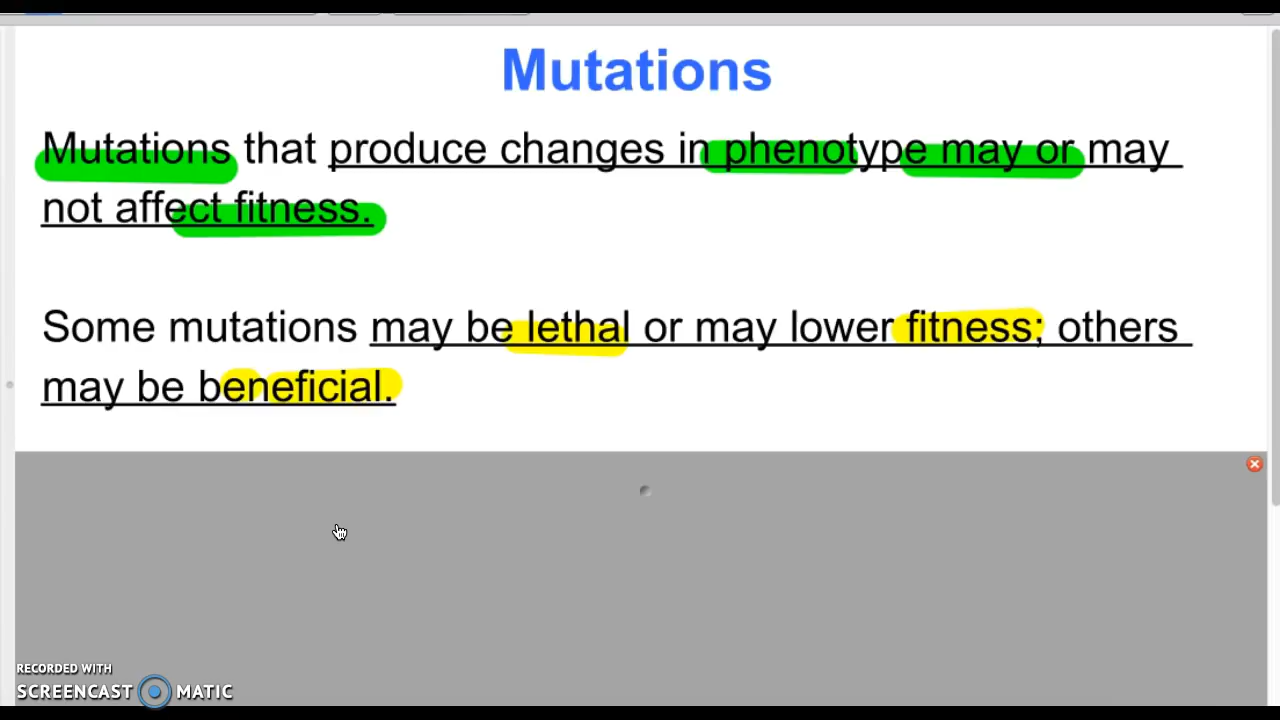 Mutations
Mutations that produce changes in phenotype may or may
not affect fitness.
Some mutations may be lethal or may lower fitness; others
may be beneficial.
RECORDED WITH
SCREENCAST MATIC